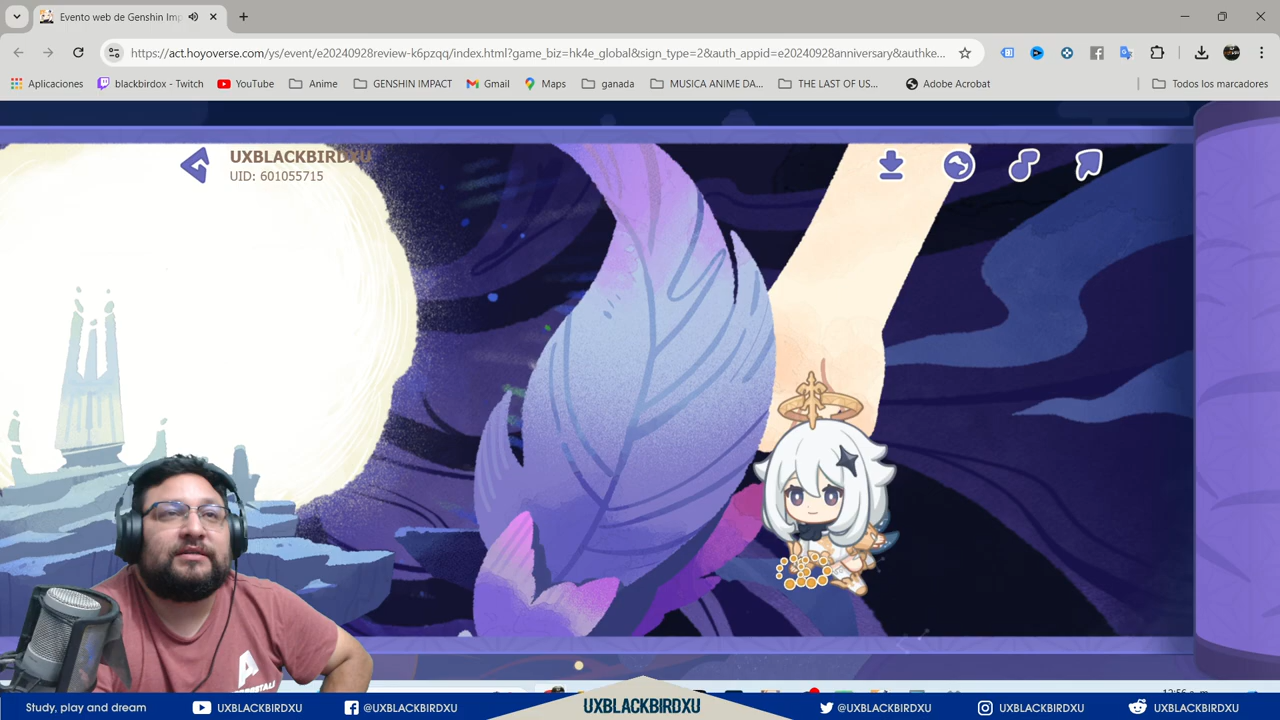 Evento web de Genshin Imp
https://act.hoyoverse.com/ys/event/e20240928review-k6pzqq/index.html?game_biz=hk4e_global&sign_type=2&auth_appid=e20240928anniversary&authke...
Aplicaciones
blackbirdox - Twitch
YouTube
Anime
GENSHIN IMPACT
Gmail
Maps
ganada
MUSICA ANIME DA...
THE LAST OF US...
Adobe Acrobat
Todos los marcadores
UXBLACKBIRDXU
UID: 601055715
Study, play and dream
UXBLACKBIRDXU
@UXBLACKBIRDXU
UXBLACKBIRDXU
@UXBLACKBIRDXU
UXBLACKBIRDXU
UXBLACKBIRDXU